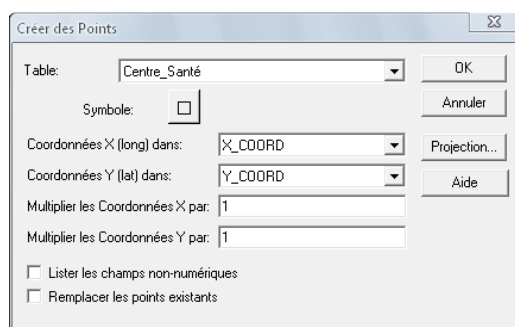 Créer des Points
Table: Centre_Santé OK
Symbole: Annuler
Coordonnées X (long) dans: X_COORD Projection...
Coordonnées Y (lat) dans: Y_COORD Aide
Multiplier les Coordonnées X par: 1
Multiplier les Coordonnées Y par: 1
Lister les champs non-numériques
Remplacer les points existants